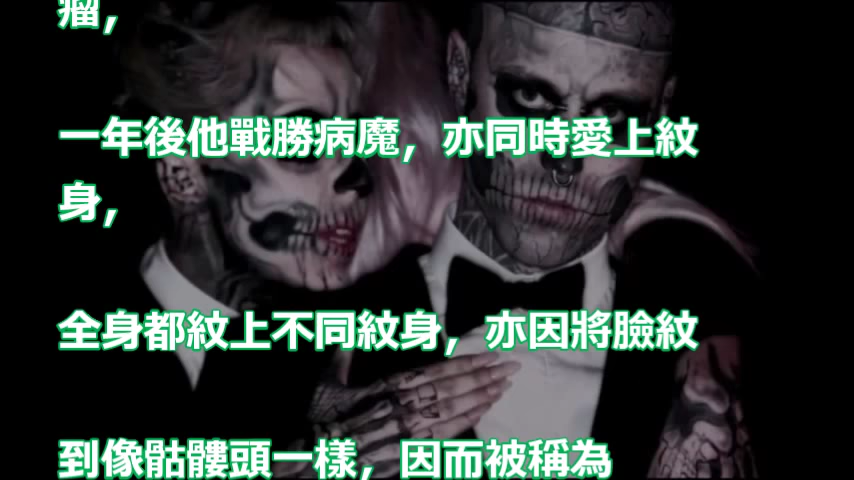 瘤，
一年後他戰勝病魔，亦同時愛上紋
身，
全身都紋上不同紋身，亦因將臉紋
到像骷髏頭一樣，因而被稱為